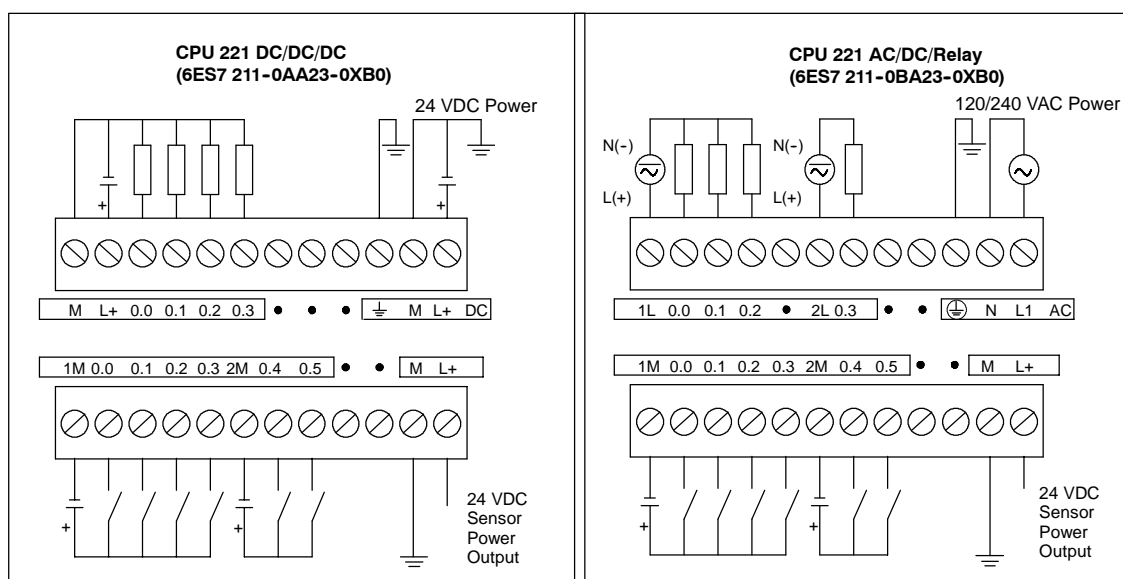 CPU 221 DC/DC/DC
(6ES7 211-0AA23-0XB0)
24 VDC Power
+
+
M L+ 0.0 0.1 0.2 0.3 • • • ⏚ M L+ DC
1M 0.0 0.1 0.2 0.3 2M 0.4 0.5 • • M L+
+
+
24 VDC
Sensor
Power
Output
CPU 221 AC/DC/Relay
(6ES7 211-0BA23-0XB0)
120/240 VAC Power
N(-)
N(-)
L(+)
L(+)
1L 0.0 0.1 0.2 • 2L 0.3 • • ⏚ N L1 AC
1M 0.0 0.1 0.2 0.3 2M 0.4 0.5 • • M L+
+
+
24 VDC
Sensor
Power
Output